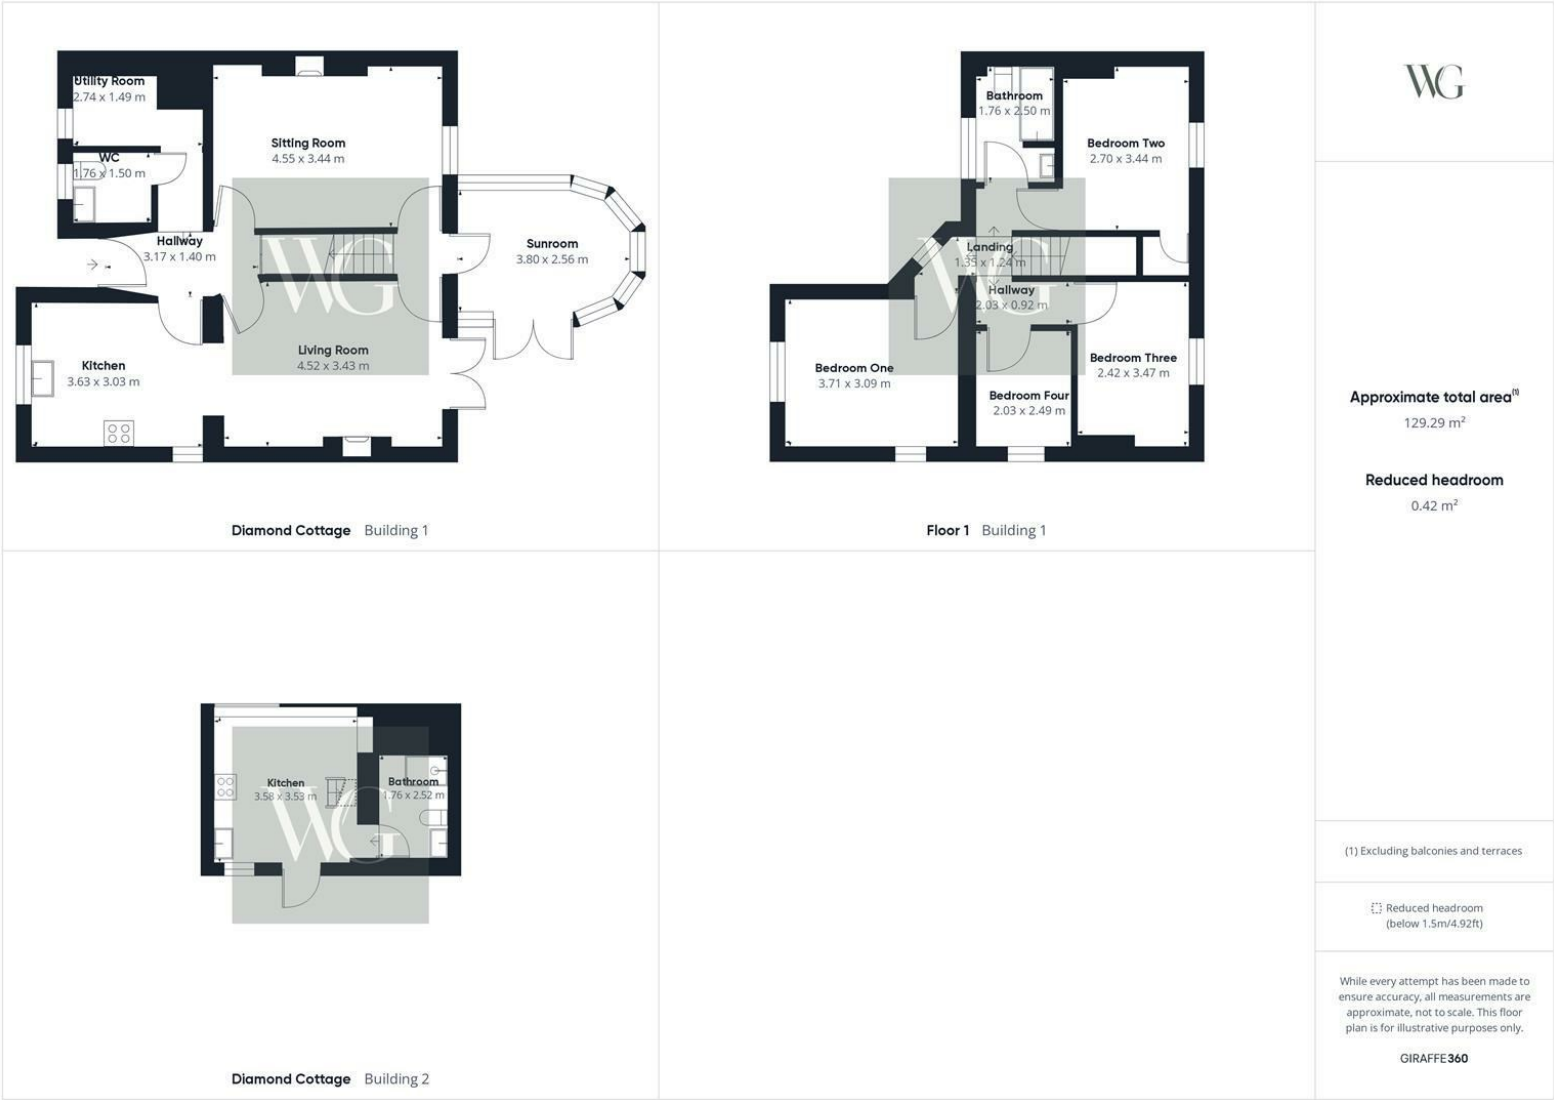 Utility Room
2.74 x 1.49 m
WC
1.76 x 1.50 m
Hallway
3.17 x 1.40 m
Sitting Room
4.55 x 3.44 m
Sunroom
3.80 x 2.56 m
Kitchen
3.63 x 3.03 m
Living Room
4.52 x 3.43 m
WG
Diamond Cottage Building 1
Bathroom
1.76 x 2.50 m
Bedroom Two
2.70 x 3.44 m
Landing
1.35 x 1.24 m
Hallway
2.03 x 0.92 m
Bedroom One
3.71 x 3.09 m
Bedroom Four
2.03 x 2.49 m
Bedroom Three
2.42 x 3.47 m
WG
Floor 1 Building 1
Kitchen
3.58 x 3.53 m
Bathroom
1.76 x 2.52 m
WG
Diamond Cottage Building 2
WG
Approximate total area(1)
129.29 m²
Reduced headroom
0.42 m²
(1) Excluding balconies and terraces
Reduced headroom
(below 1.5m/4.92ft)
While every attempt has been made to
ensure accuracy, all measurements are
approximate, not to scale. This floor
plan is for illustrative purposes only.
GIRAFFE360